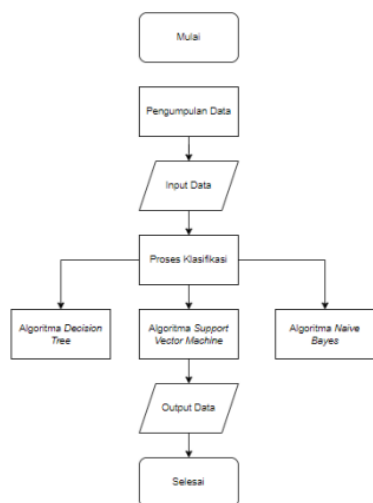 Mulai
Pengumpulan Data
Input Data
Proses Klasifikasi
Algoritma Decision
Tree
Algoritma Support
Vector Machine
Algoritma Naive
Bayes
Output Data
Selesai